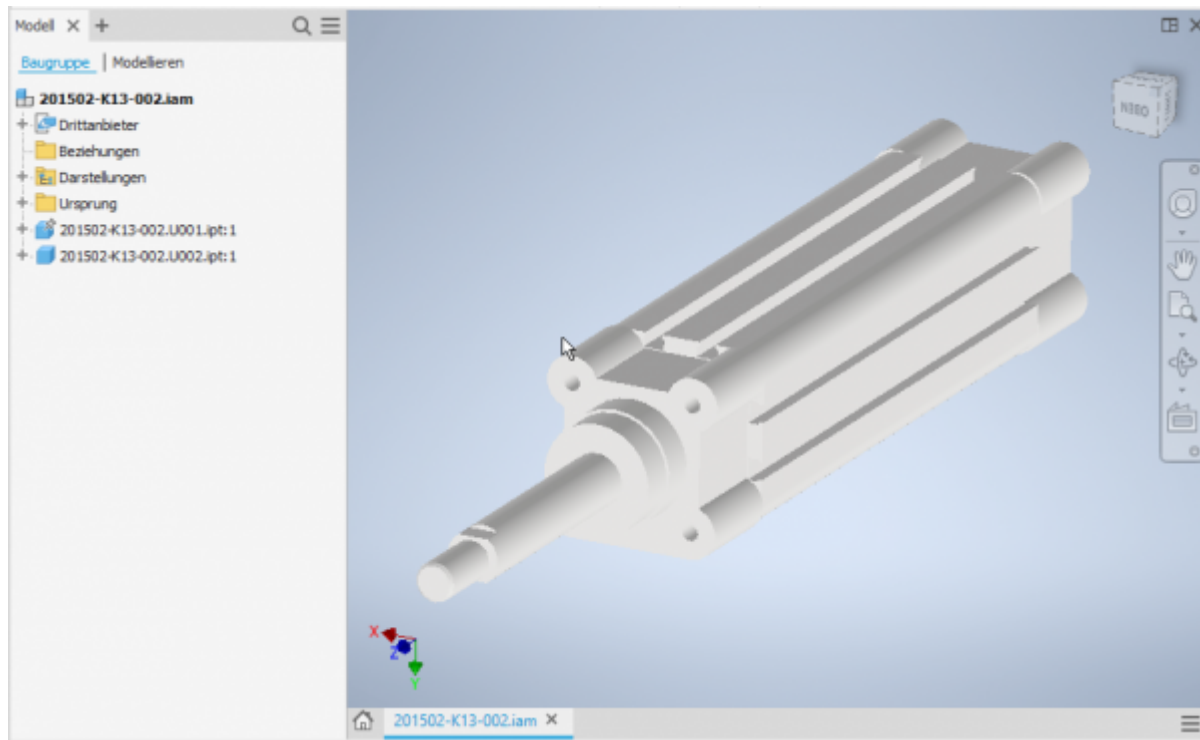 Modell
Baugruppe | Modellieren
201502-K13-002.iam
Drittanbieter
Beziehungen
Darstellungen
Ursprung
201502-K13-002.U001.ipt:1
201502-K13-002.U002.ipt:1
OBEN
X
Z
Y
201502-K13-002.iam